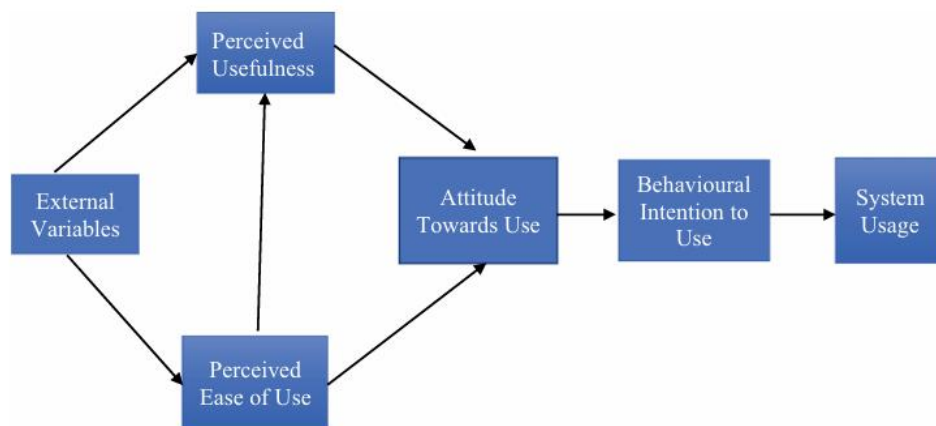 Perceived
Usefulness
External
Variables
Attitude
Towards Use
Behavioural
Intention to
Use
System
Usage
Perceived
Ease of Use